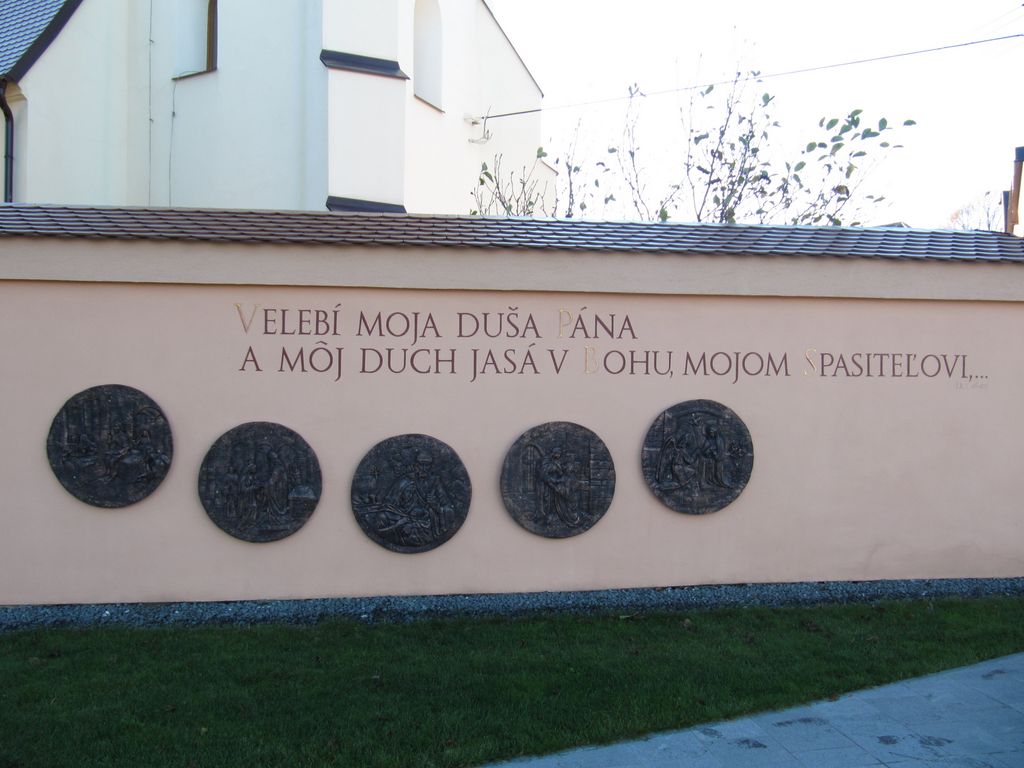 VELEBÍ MOJA DUŠA PÁNA
A MÔJ DUCH JASÁ V BOHU, MOJOM SPASITEĽOVI,...